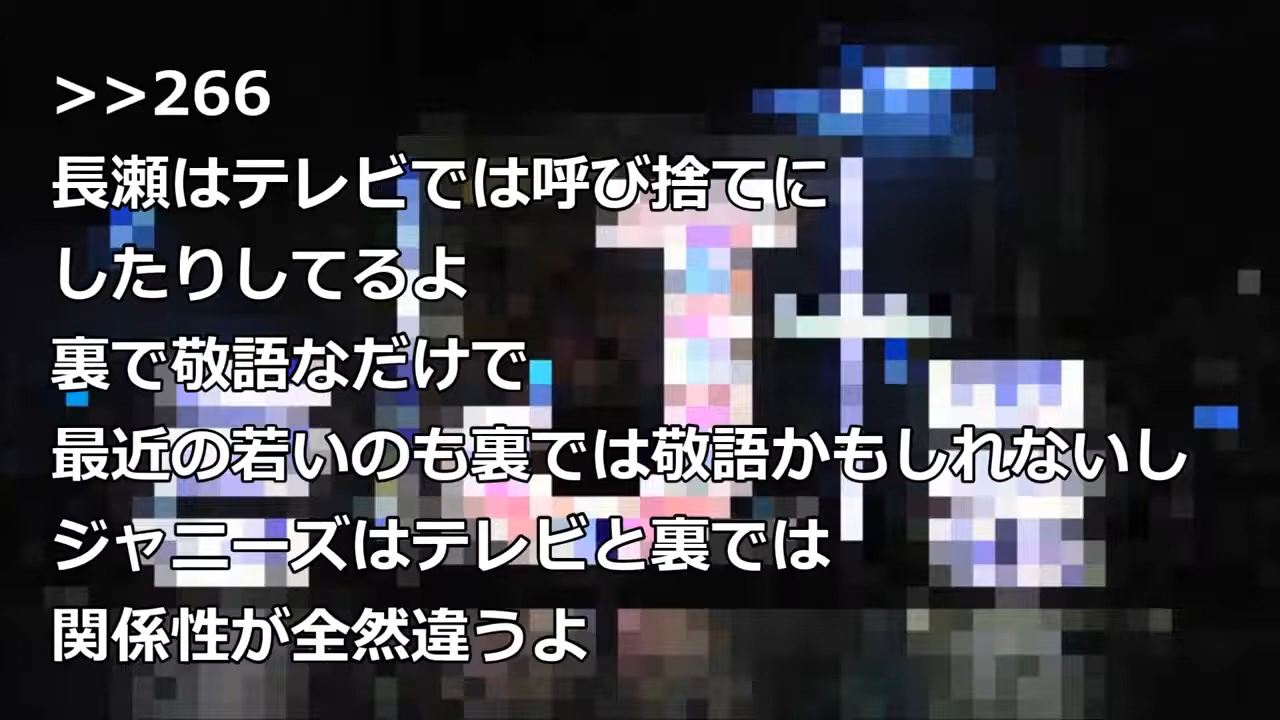 >>266
長瀬はテレビでは呼び捨てに
したりしてるよ
裏で敬語なだけで
最近の若いのも裏では敬語かもしれないし
ジャニーズはテレビと裏では
関係性が全然違うよ